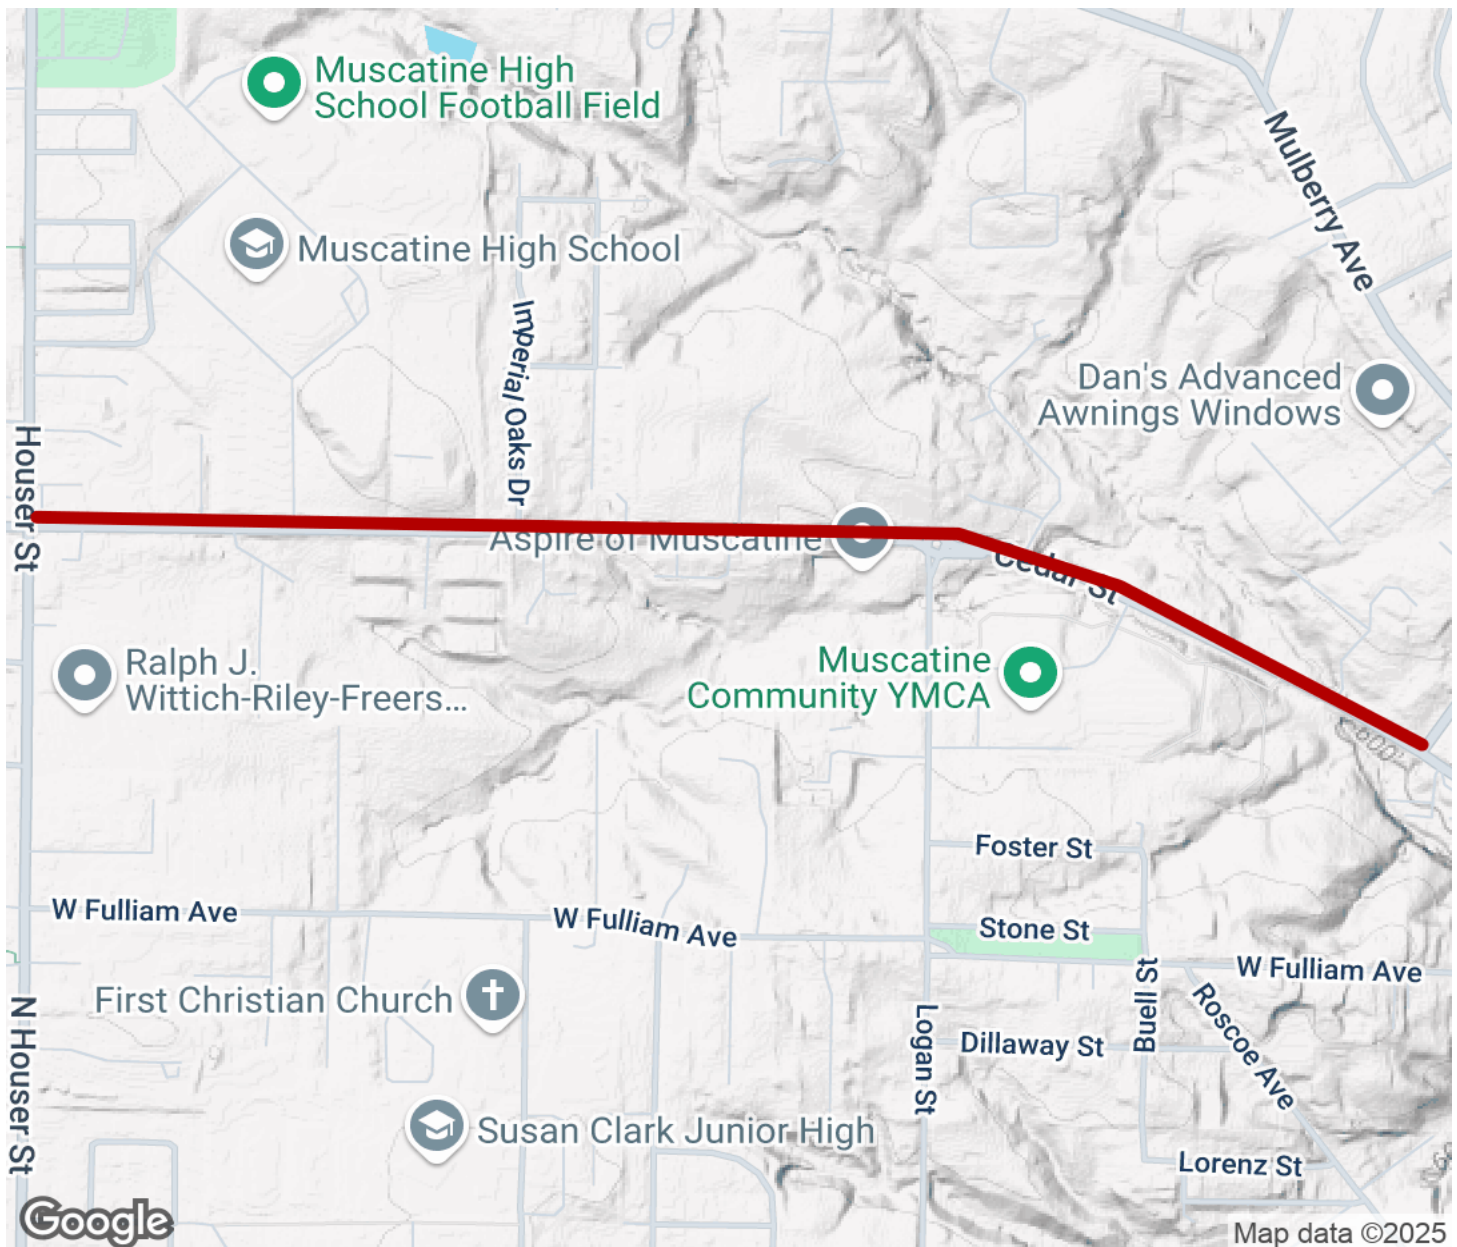 Muscatine High
School Football Field
Mulberry Ave
Muscatine High School
Imperial Oaks Dr
Dan's Advanced
Awnings Windows
Houser St
Aspire of Muscatine
Cedar St
Ralph J.
Wittich-Riley-Freers...
Muscatine
Community YMCA
Foster St
W Fulliam Ave
W Fulliam Ave
Stone St
W Fulliam Ave
First Christian Church
N Houser St
Logan St
Dillaway St
Buell St
Roscoe Ave
Susan Clark Junior High
Lorenz St
Google
Map data ©2025